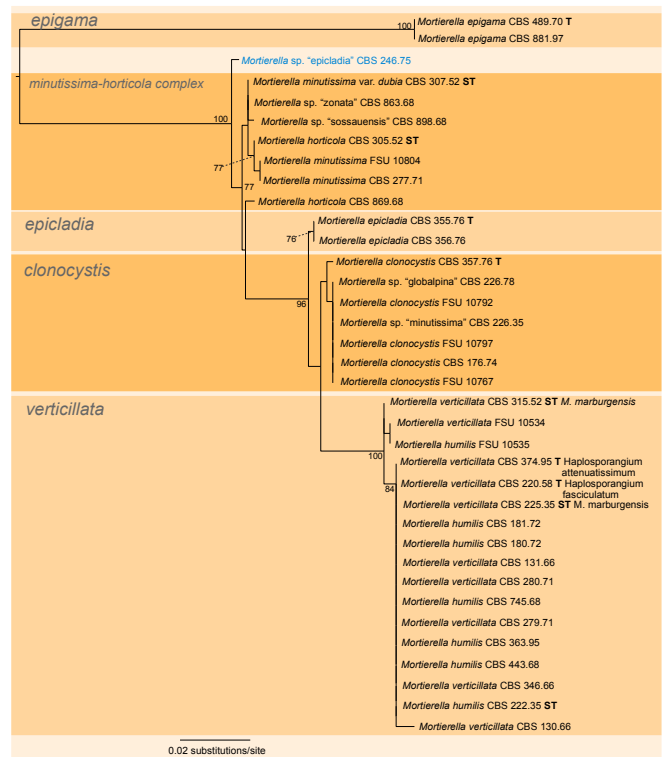 epigama
100
Mortierella epigama CBS 489.70 T
Mortierella epigama CBS 881.97
Mortierella sp. "epicladia" CBS 246.75
minutissima-horticola complex
Mortierella minutissima var. dubia CBS 307.52 ST
Mortierella sp. "zonata" CBS 863.68
100
Mortierella sp. "sossauensis" CBS 898.68
Mortierella horticola CBS 305.52 ST
Mortierella minutissima FSU 10804
77
Mortierella minutissima CBS 277.71
77
Mortierella horticola CBS 869.68
epicladia
Mortierella epicladia CBS 355.76 T
76
Mortierella epicladia CBS 356.76
clonocystis
Mortierella clonocystis CBS 357.76 T
Mortierella sp. "globalpina" CBS 226.78
96
Mortierella clonocystis FSU 10792
Mortierella sp. "minutissima" CBS 226.35
Mortierella clonocystis FSU 10797
Mortierella clonocystis CBS 176.74
Mortierella clonocystis FSU 10767
verticillata
Mortierella verticillata CBS 315.52 ST M. marburgensis
Mortierella verticillata FSU 10534
Mortierella humilis FSU 10535
100
Mortierella verticillata CBS 374.95 T Haplosporangium
attenuatissimum
84
Mortierella verticillata CBS 220.58 T Haplosporangium
fasciculatum
Mortierella verticillata CBS 225.35 ST M. marburgensis
Mortierella humilis CBS 181.72
Mortierella humilis CBS 180.72
Mortierella verticillata CBS 131.66
Mortierella verticillata CBS 280.71
Mortierella humilis CBS 745.68
Mortierella verticillata CBS 279.71
Mortierella humilis CBS 363.95
Mortierella humilis CBS 443.68
Mortierella verticillata CBS 346.66
Mortierella humilis CBS 222.35 ST
Mortierella verticillata CBS 130.66
0.02 substitutions/site